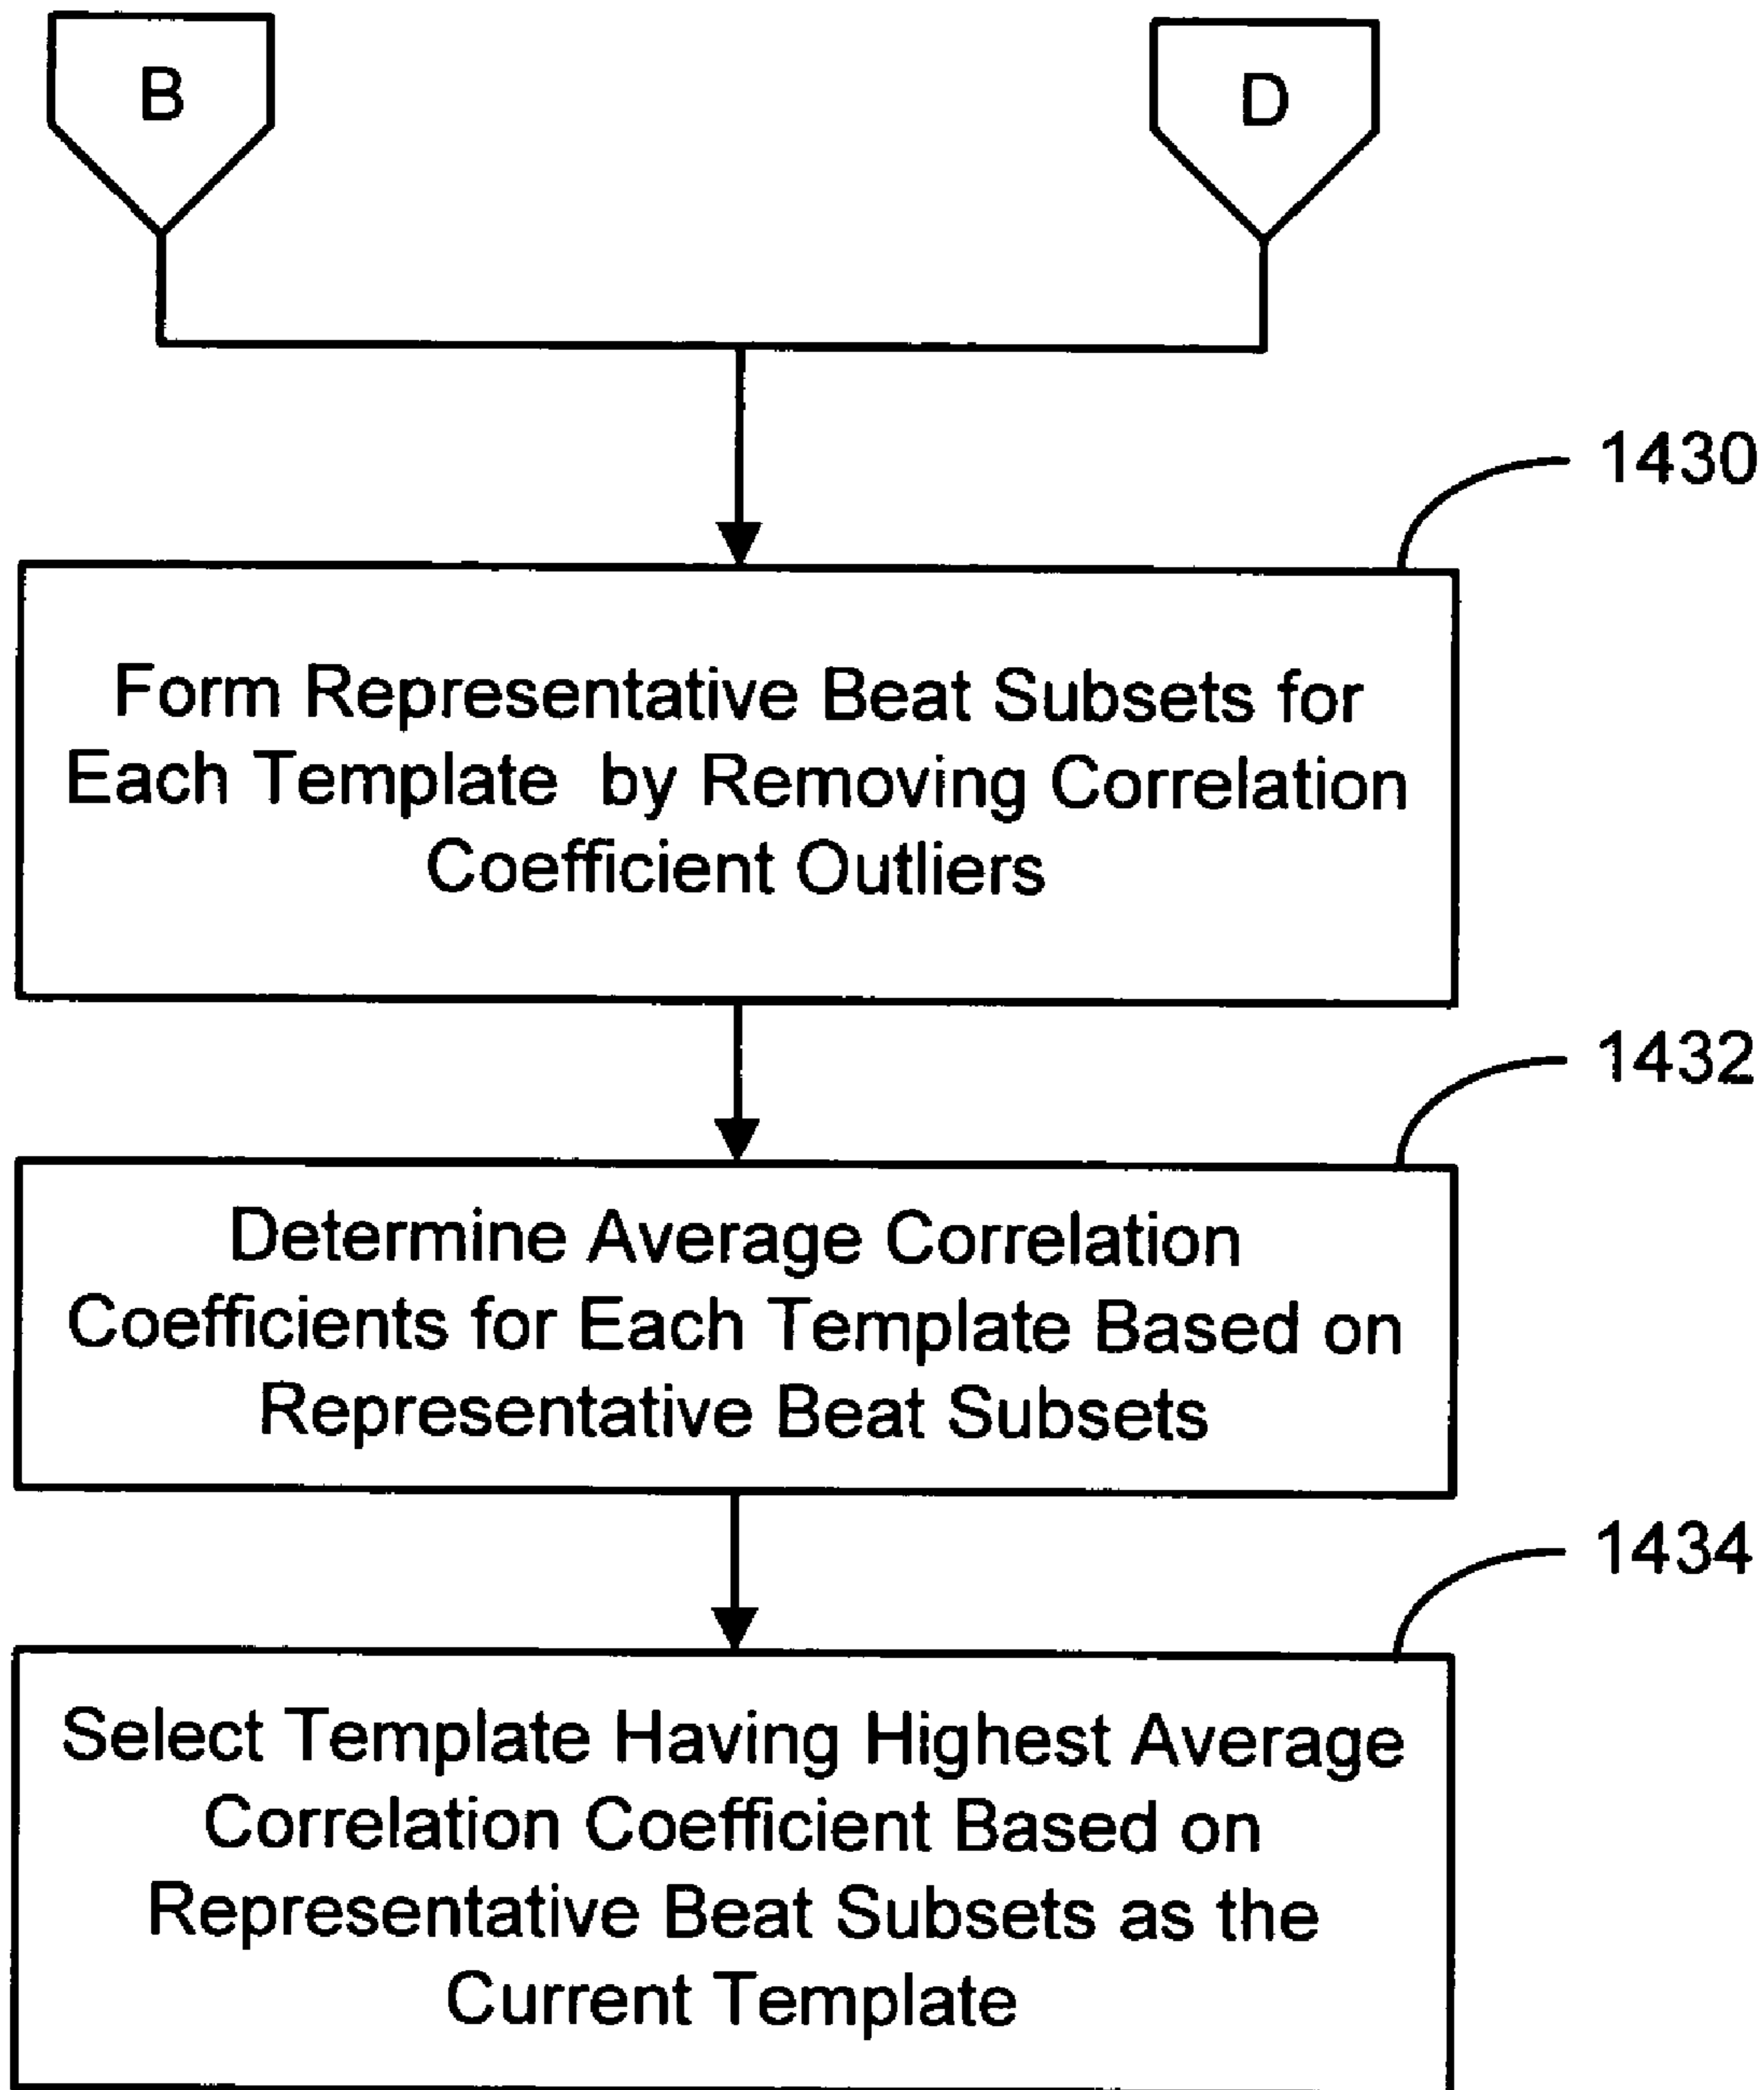 B
D
1430
Form Representative Beat Subsets for
Each Template by Removing Correlation
Coefficient Outliers
1432
Determine Average Correlation
Coefficients for Each Template Based on
Representative Beat Subsets
1434
Select Template Having Highest Average
Correlation Coefficient Based on
Representative Beat Subsets as the
Current Template